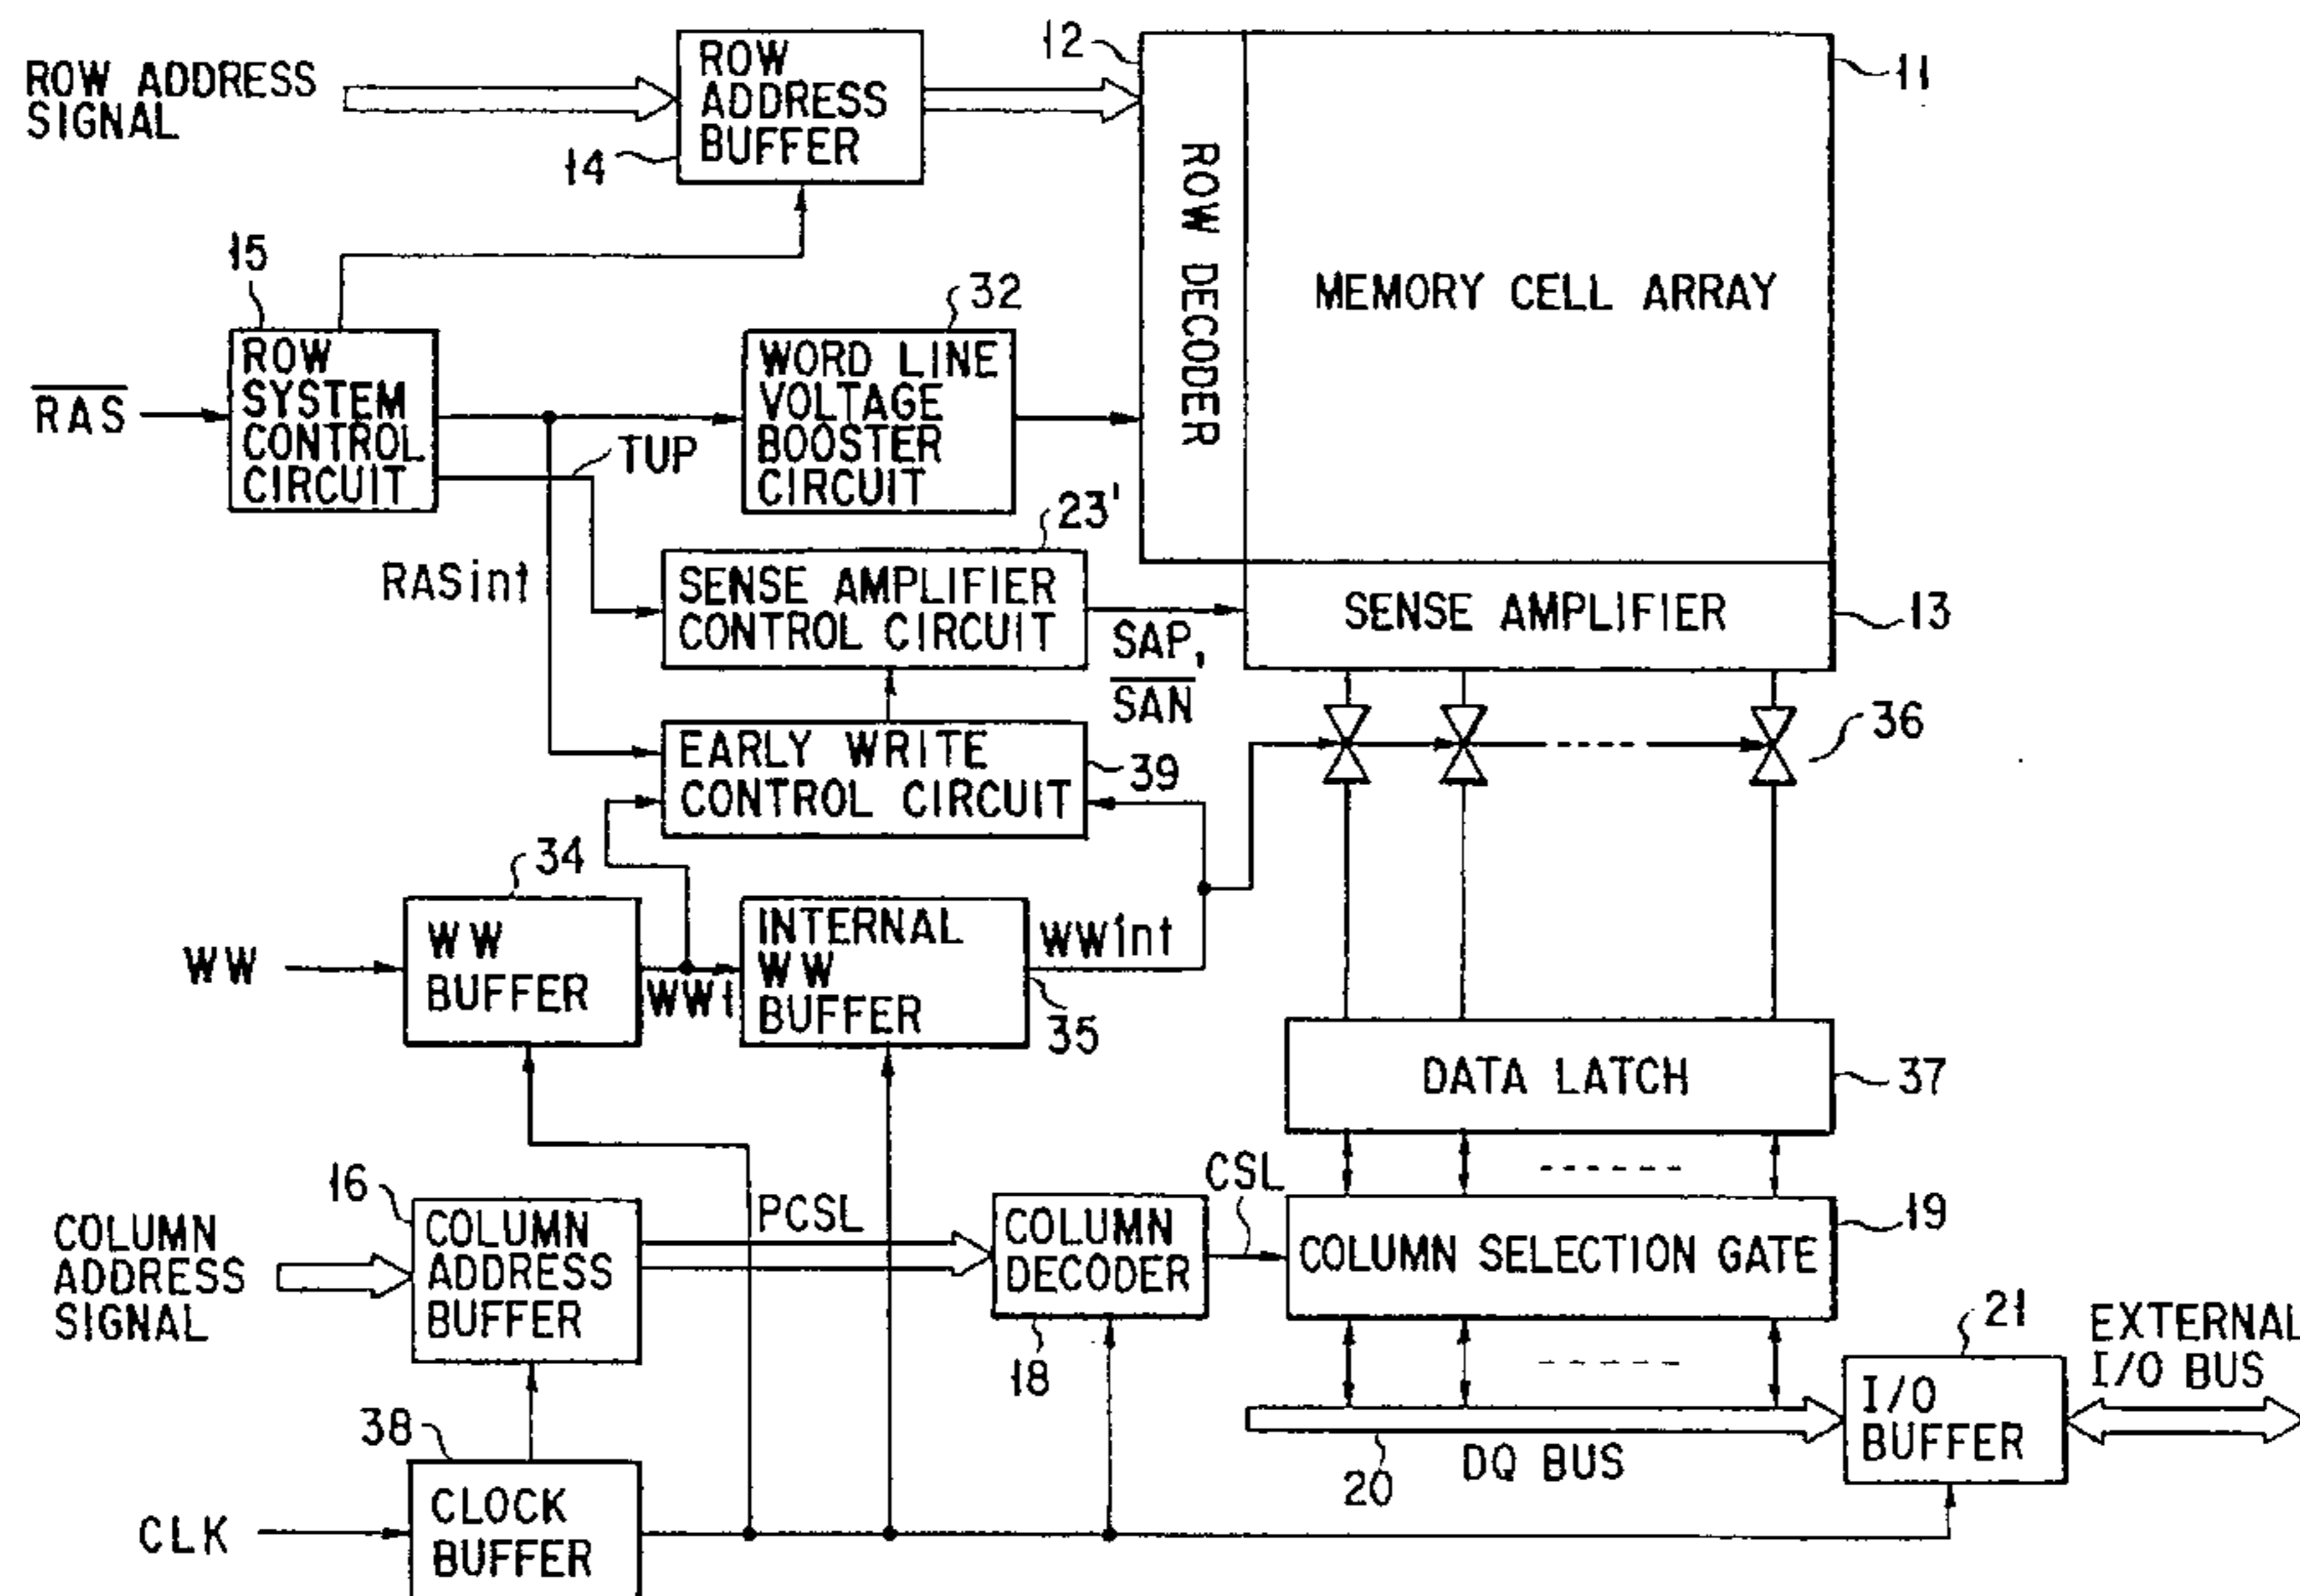 ROW ADDRESS
SIGNAL
ROW
ADDRESS
BUFFER
14
12
11
ROW DECODER
MEMORY CELL ARRAY
15
ROW
SYSTEM
CONTROL
CIRCUIT
R̅A̅S̅
32
WORD LINE
VOLTAGE
BOOSTER
CIRCUIT
TUP
RASint
23'
SENSE AMPLIFIER
CONTROL CIRCUIT
SAP,
S̅A̅N̅
SENSE AMPLIFIER
13
EARLY WRITE
CONTROL CIRCUIT
39
36
34
WW
WW
BUFFER
WW1
INTERNAL
WW
BUFFER
35
WWint
DATA LATCH
37
16
COLUMN
ADDRESS
SIGNAL
COLUMN
ADDRESS
BUFFER
PCSL
COLUMN
DECODER
18
CSL
COLUMN SELECTION GATE
19
38
CLK
CLOCK
BUFFER
20
DQ BUS
21
I/O
BUFFER
EXTERNAL
I/O BUS